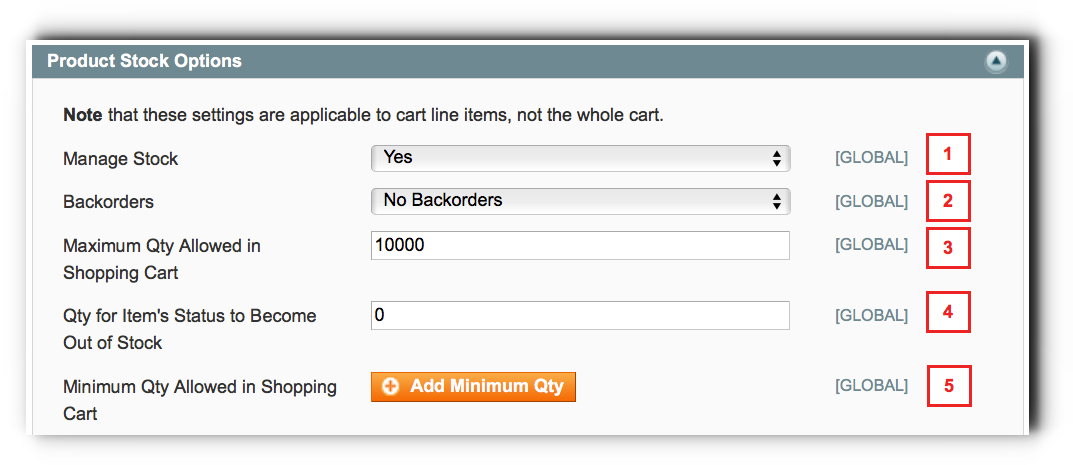 Product Stock Options
Note that these settings are applicable to cart line items, not the whole cart.
Manage Stock Yes [GLOBAL] 1
Backorders No Backorders [GLOBAL] 2
Maximum Qty Allowed in
Shopping Cart 10000 [GLOBAL] 3
Qty for Item's Status to Become
Out of Stock 0 [GLOBAL] 4
Minimum Qty Allowed in Shopping
Cart Add Minimum Qty [GLOBAL] 5